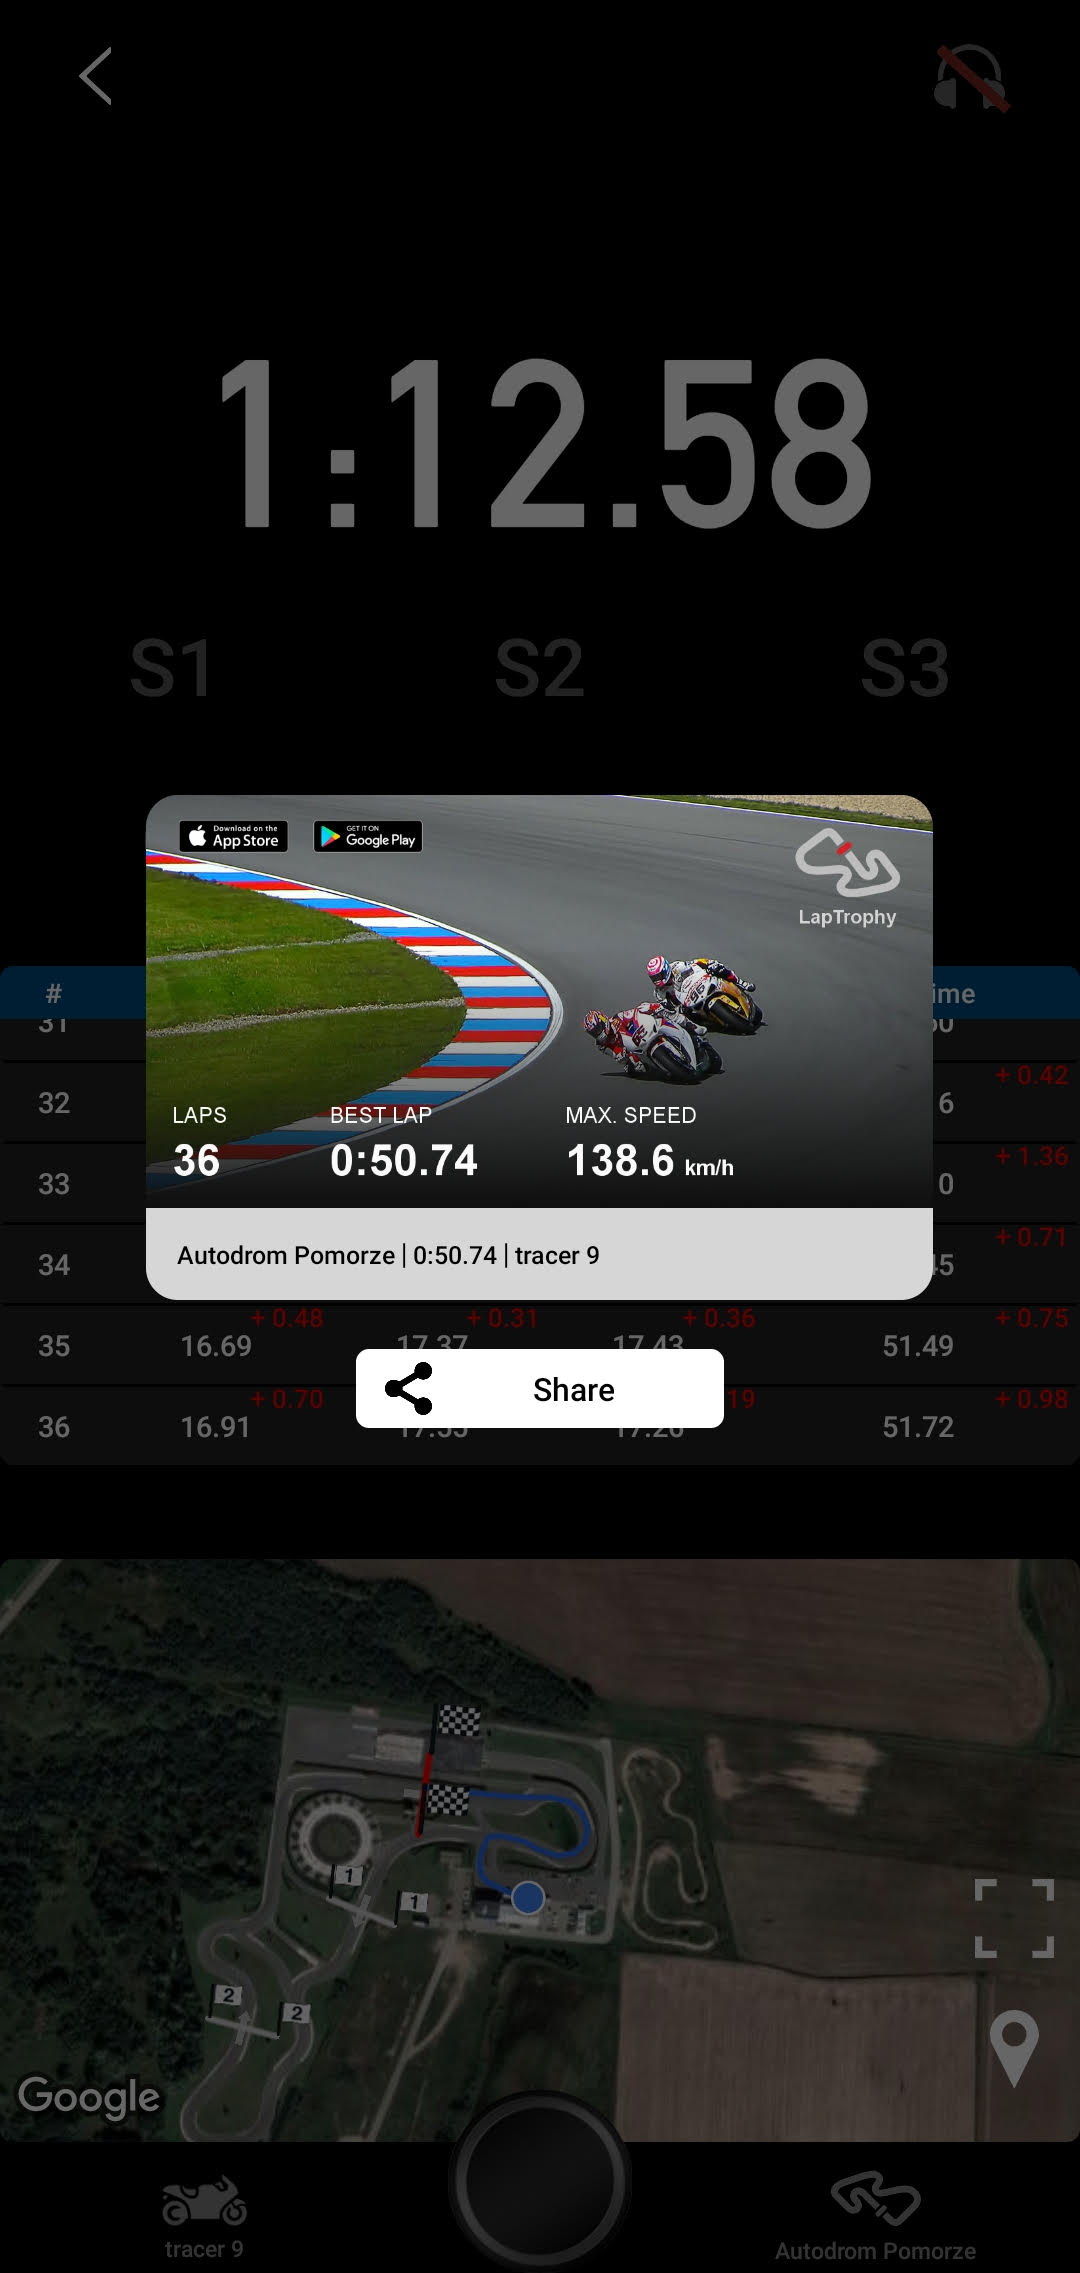 1:12.58
S1 S2 S3
Download on the
App Store
GET IT ON
Google Play
LapTrophy
# ime
31
32 6 + 0.42
33 0 + 1.36
34 45 + 0.71
LAPS BEST LAP MAX. SPEED
36 0:50.74 138.6 km/h
Autodrom Pomorze | 0:50.74 | tracer 9
35 16.69 + 0.48 17.37 + 0.31 17.43 + 0.36 51.49 + 0.75
Share
36 16.91 + 0.70 17.55 17.26 19 51.72 + 0.98
1 1
2 2
Google
tracer 9 Autodrom Pomorze